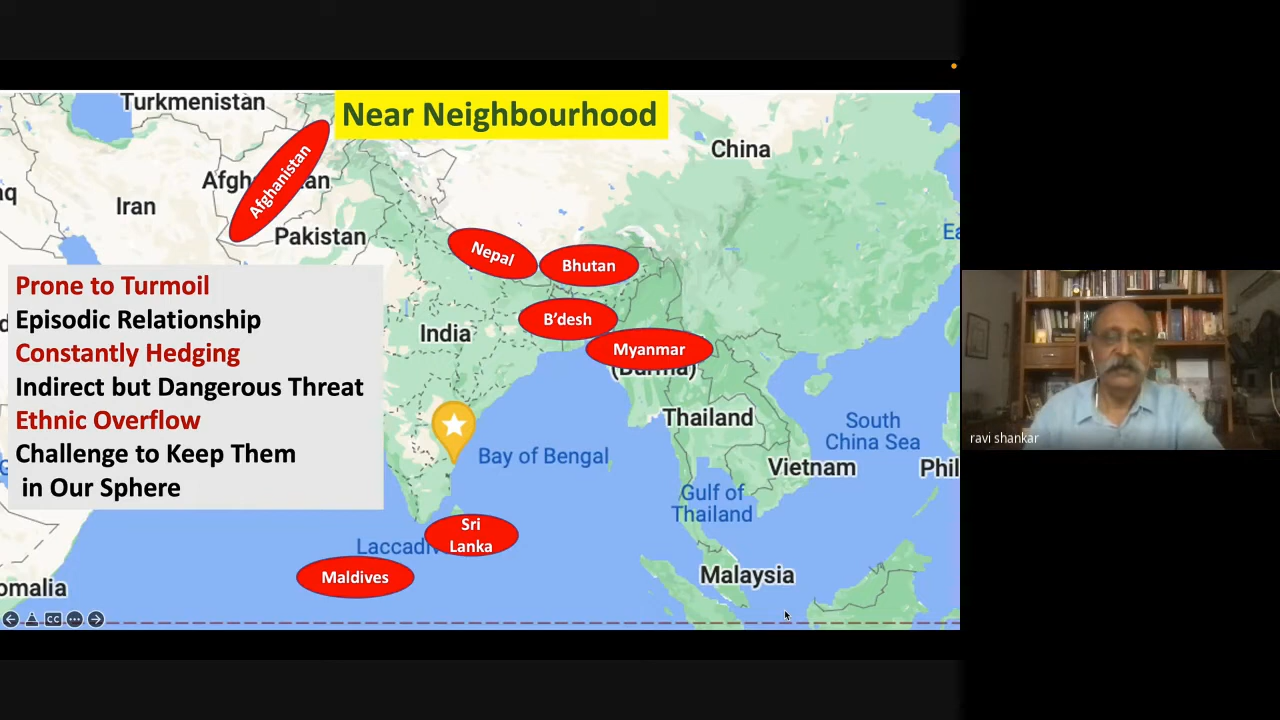 Near Neighbourhood
Turkmenistan
China
Afghanistan
Afgh
an
aq
Iran
Pakistan
Nepal
Bhutan
Prone to Turmoil
Episodic Relationship
Constantly Hedging
Indirect but Dangerous Threat
Ethnic Overflow
Challenge to Keep Them
in Our Sphere
India
B'desh
Myanmar
(Burma)
Thailand
South
China Sea
Bay of Bengal
Vietnam
Phil
Gulf of
Thailand
Sri
Lanka
Laccadi
Maldives
Malaysia
omalia
CC
ravi shankar